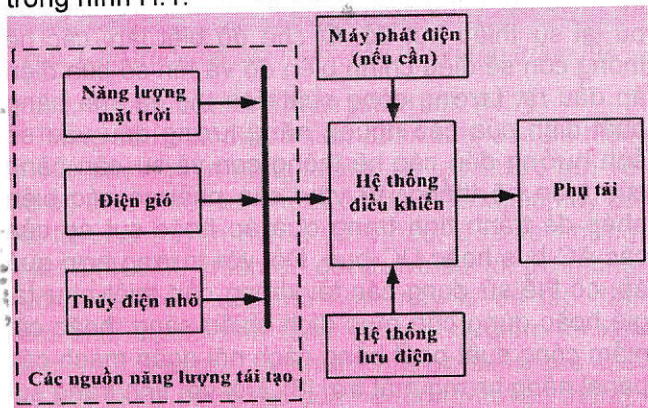 trong hình H.1.
Máy phát điện
(nếu cần)
Năng lượng
mặt trời
Điện gió
Thủy điện nhỏ
Hệ thống
điều khiến
Phụ tải
Hệ thống
lưu điện
Các nguồn năng lượng tái tạo